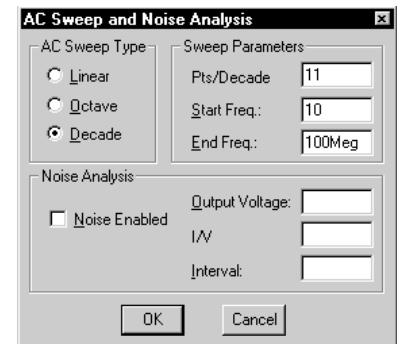 AC Sweep and Noise Analysis
AC Sweep Type
Linear
Octave
Decade
Sweep Parameters
Pts/Decade 11
Start Freq.: 10
End Freq.: 100Meg
Noise Analysis
Noise Enabled
Output Voltage:
I/V
Interval:
OK Cancel